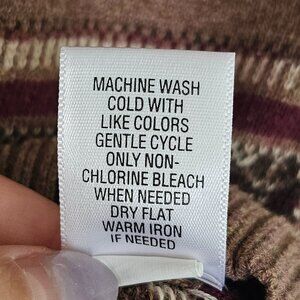 MACHINE WASH
COLD WITH
LIKE COLORS
GENTLE CYCLE
ONLY NON-
CHLORINE BLEACH
WHEN NEEDED
DRY FLAT
WARM IRON
IF NEEDED